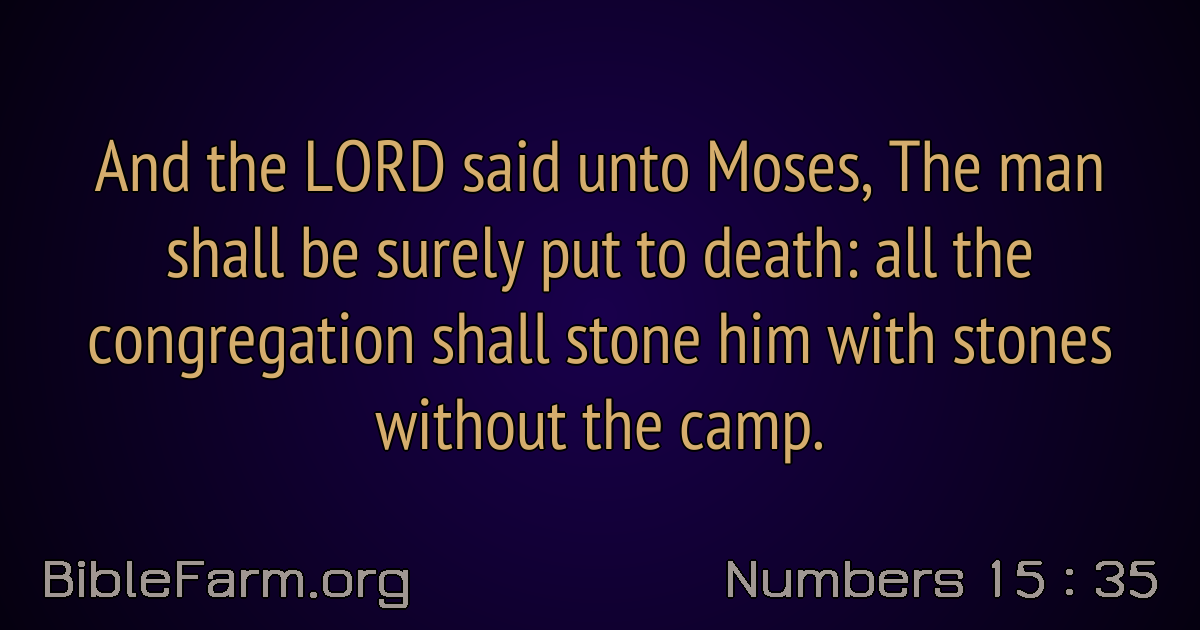 And the LORD said unto Moses, The man
shall be surely put to death: all the
congregation shall stone him with stones
without the camp.
BibleFarm.org
Numbers 15 : 35